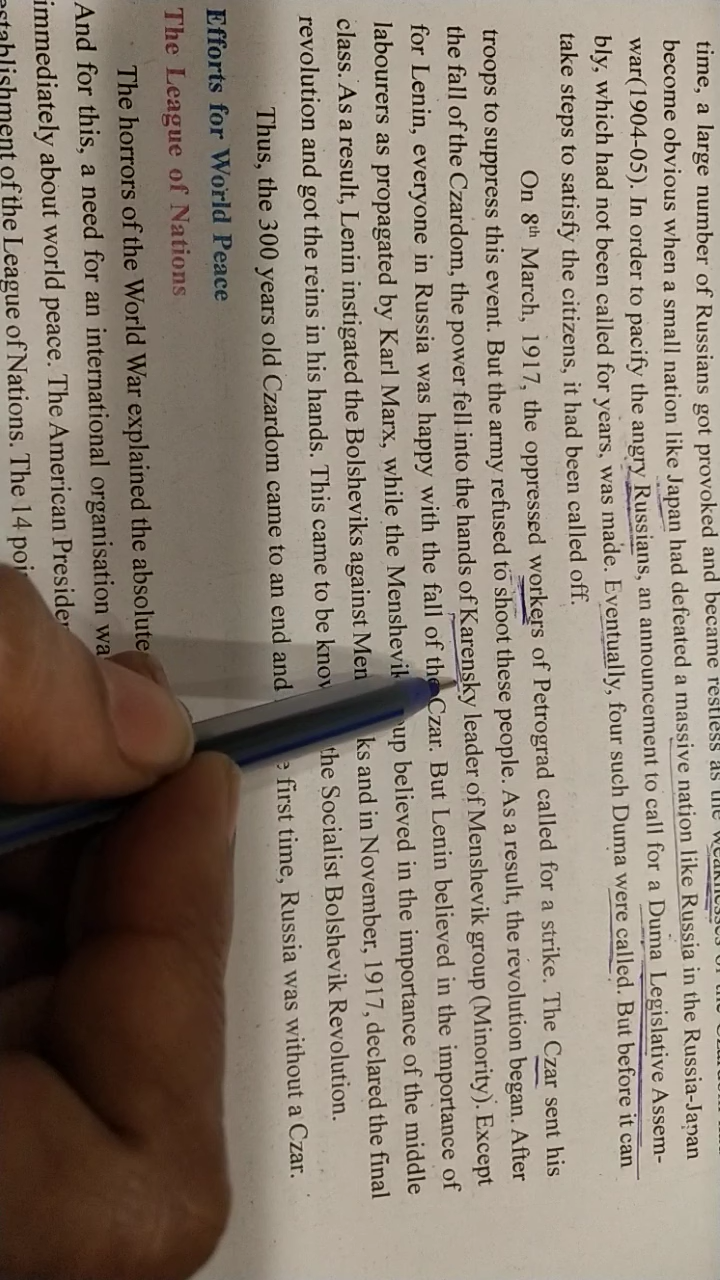 time, a large number of Russians got provoked and became restless as the weaknesses of the
become obvious when a small nation like Japan had defeated a massive nation like Russia in the Russia-Japan
war(1904-05). In order to pacify the angry Russians, an announcement to call for a Duma Legislative Assem-
bly, which had not been called for years, was made. Eventually, four such Duma were called. But before it can
take steps to satisfy the citizens, it had been called off.
On 8th March, 1917, the oppressed workers of Petrograd called for a strike. The Czar sent his
troops to suppress this event. But the army refused to shoot these people. As a result, the revolution began. After
the fall of the Czardom, the power fell into the hands of Karensky leader of Menshevik group (Minority). Except
for Lenin, everyone in Russia was happy with the fall of the Czar. But Lenin believed in the importance of
labourers as propagated by Karl Marx, while the Menshevik believed in the importance of the middle
class. As a result, Lenin instigated the Bolsheviks against and in November, 1917, declared the final
revolution and got the reins in his hands. This came to be the Socialist Bolshevik Revolution.
Thus, the 300 years old Czardom came to an end and first time, Russia was without a Czar.
Efforts for World Peace
The League of Nations
The horrors of the World War explained the absolute
And for this, a need for an international organisation
immediately about world peace. The American
of the League of Nations. The 14